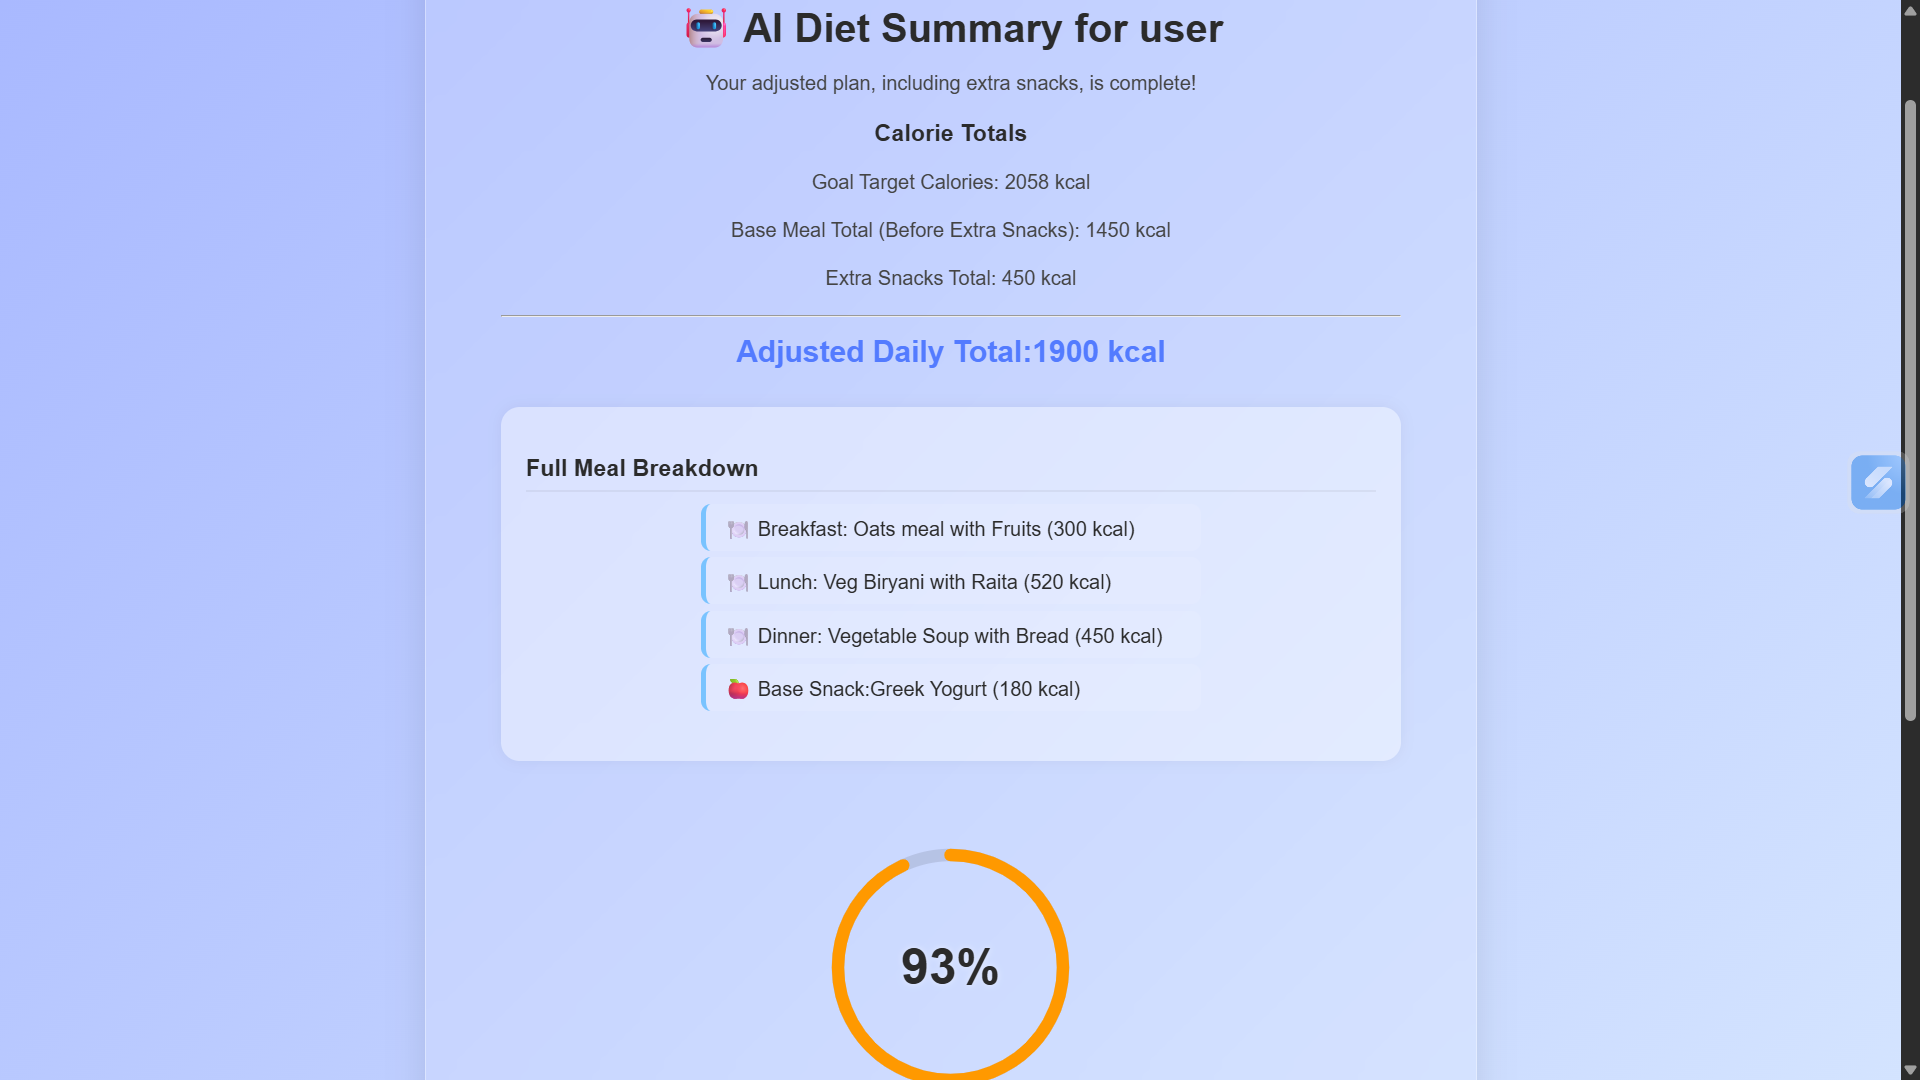 AI Diet Summary for user
Your adjusted plan, including extra snacks, is complete!
Calorie Totals
Goal Target Calories: 2058 kcal
Base Meal Total (Before Extra Snacks): 1450 kcal
Extra Snacks Total: 450 kcal
Adjusted Daily Total:1900 kcal
Full Meal Breakdown
Breakfast: Oats meal with Fruits (300 kcal)
Lunch: Veg Biryani with Raita (520 kcal)
Dinner: Vegetable Soup with Bread (450 kcal)
Base Snack:Greek Yogurt (180 kcal)
93%